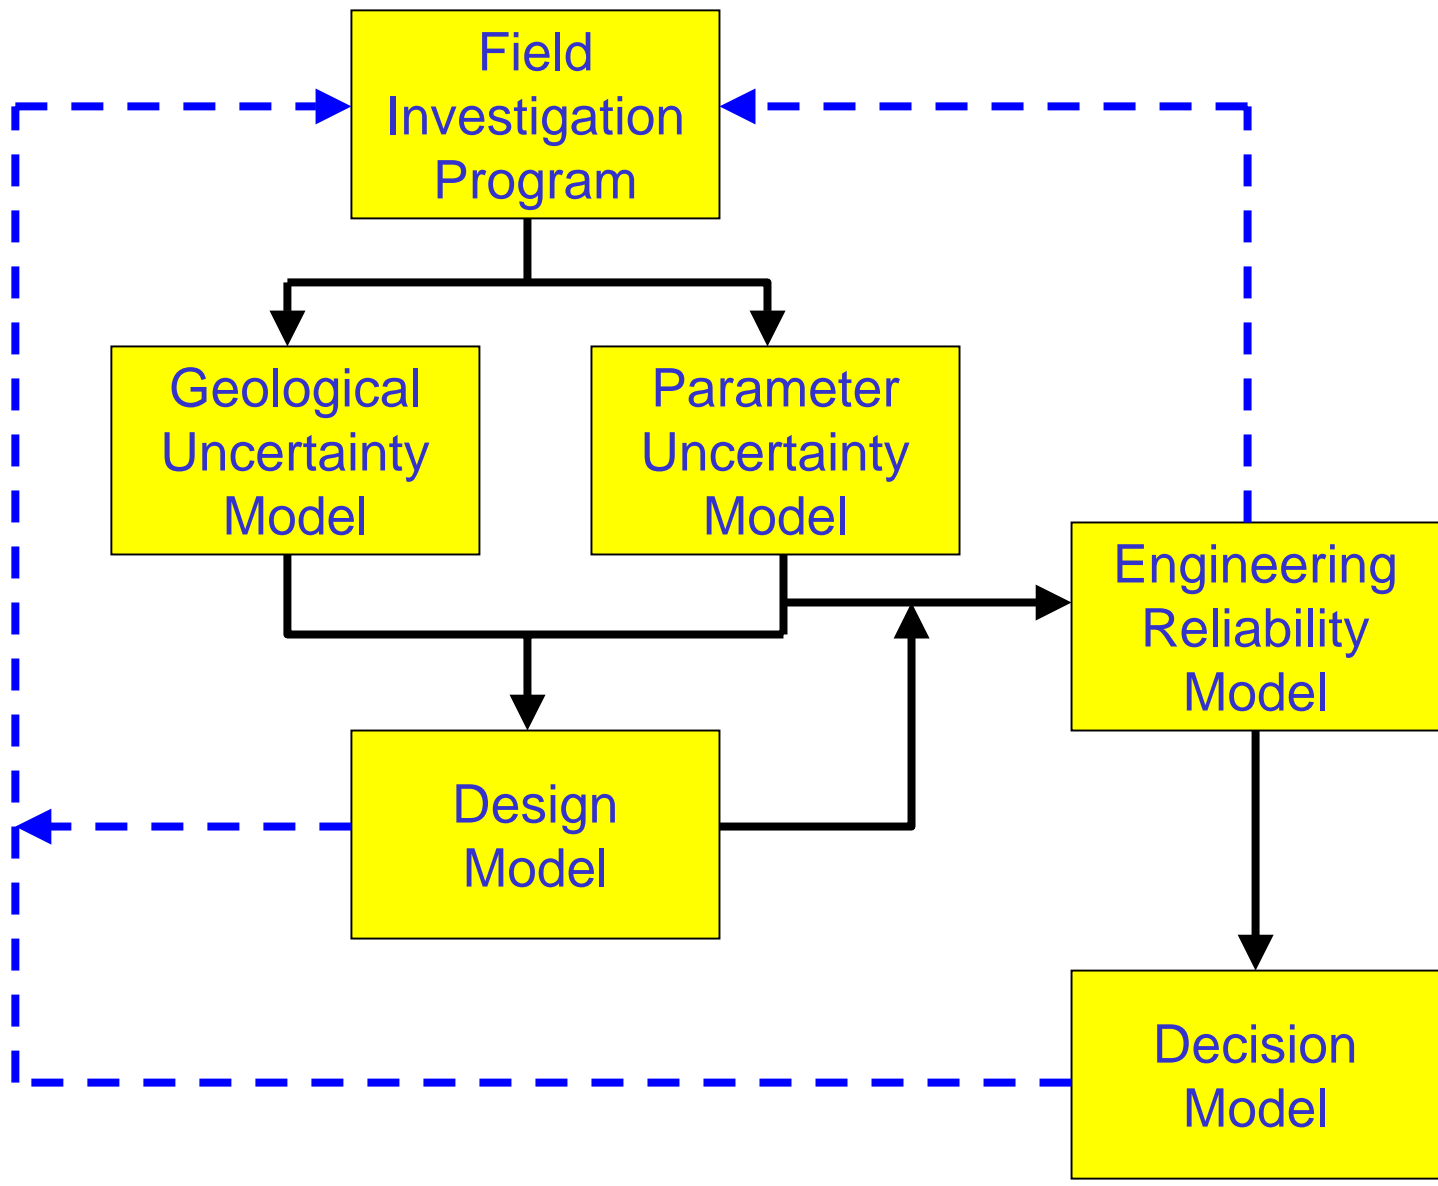 Field
Investigation
Program
Geological
Uncertainty
Model
Parameter
Uncertainty
Model
Engineering
Reliability
Model
Design
Model
Decision
Model